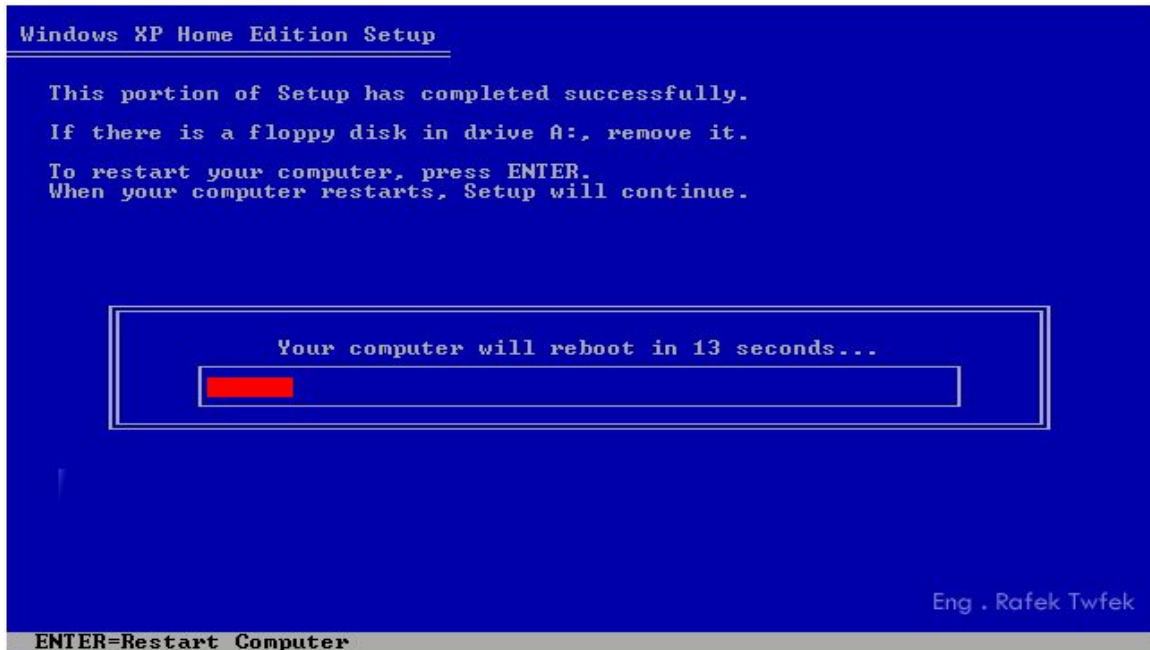 Windows XP Home Edition Setup
This portion of Setup has completed successfully.
If there is a floppy disk in drive A:, remove it.
To restart your computer, press ENTER.
When your computer restarts, Setup will continue.
Your computer will reboot in 13 seconds...
Eng . Rafek Twfek
ENTER=Restart Computer